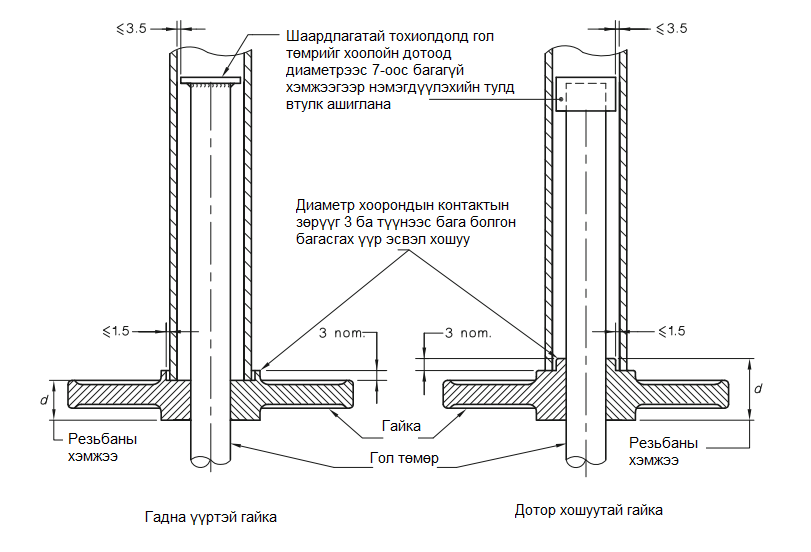 ⩽3.5
Шаардлагатай тохиолдолд гол
төмрийг хоолойн дотоод
диаметрээс 7-оос багагүй
хэмжээгээр нэмэгдүүлэхийн тулд
втулк ашиглана
⩽3.5
Диаметр хоорондын контактын
зөрүүг 3 ба түүнээс бага болгон
багасгах үүр эсвэл хошуу
⩽1.5
3 nom.
3 nom.
⩽1.5
d
d
Гайка
Резьбаны
хэмжээ
Гол төмөр
Резьбаны
хэмжээ
Гадна үүртэй гайка
Дотор хошуутай гайка